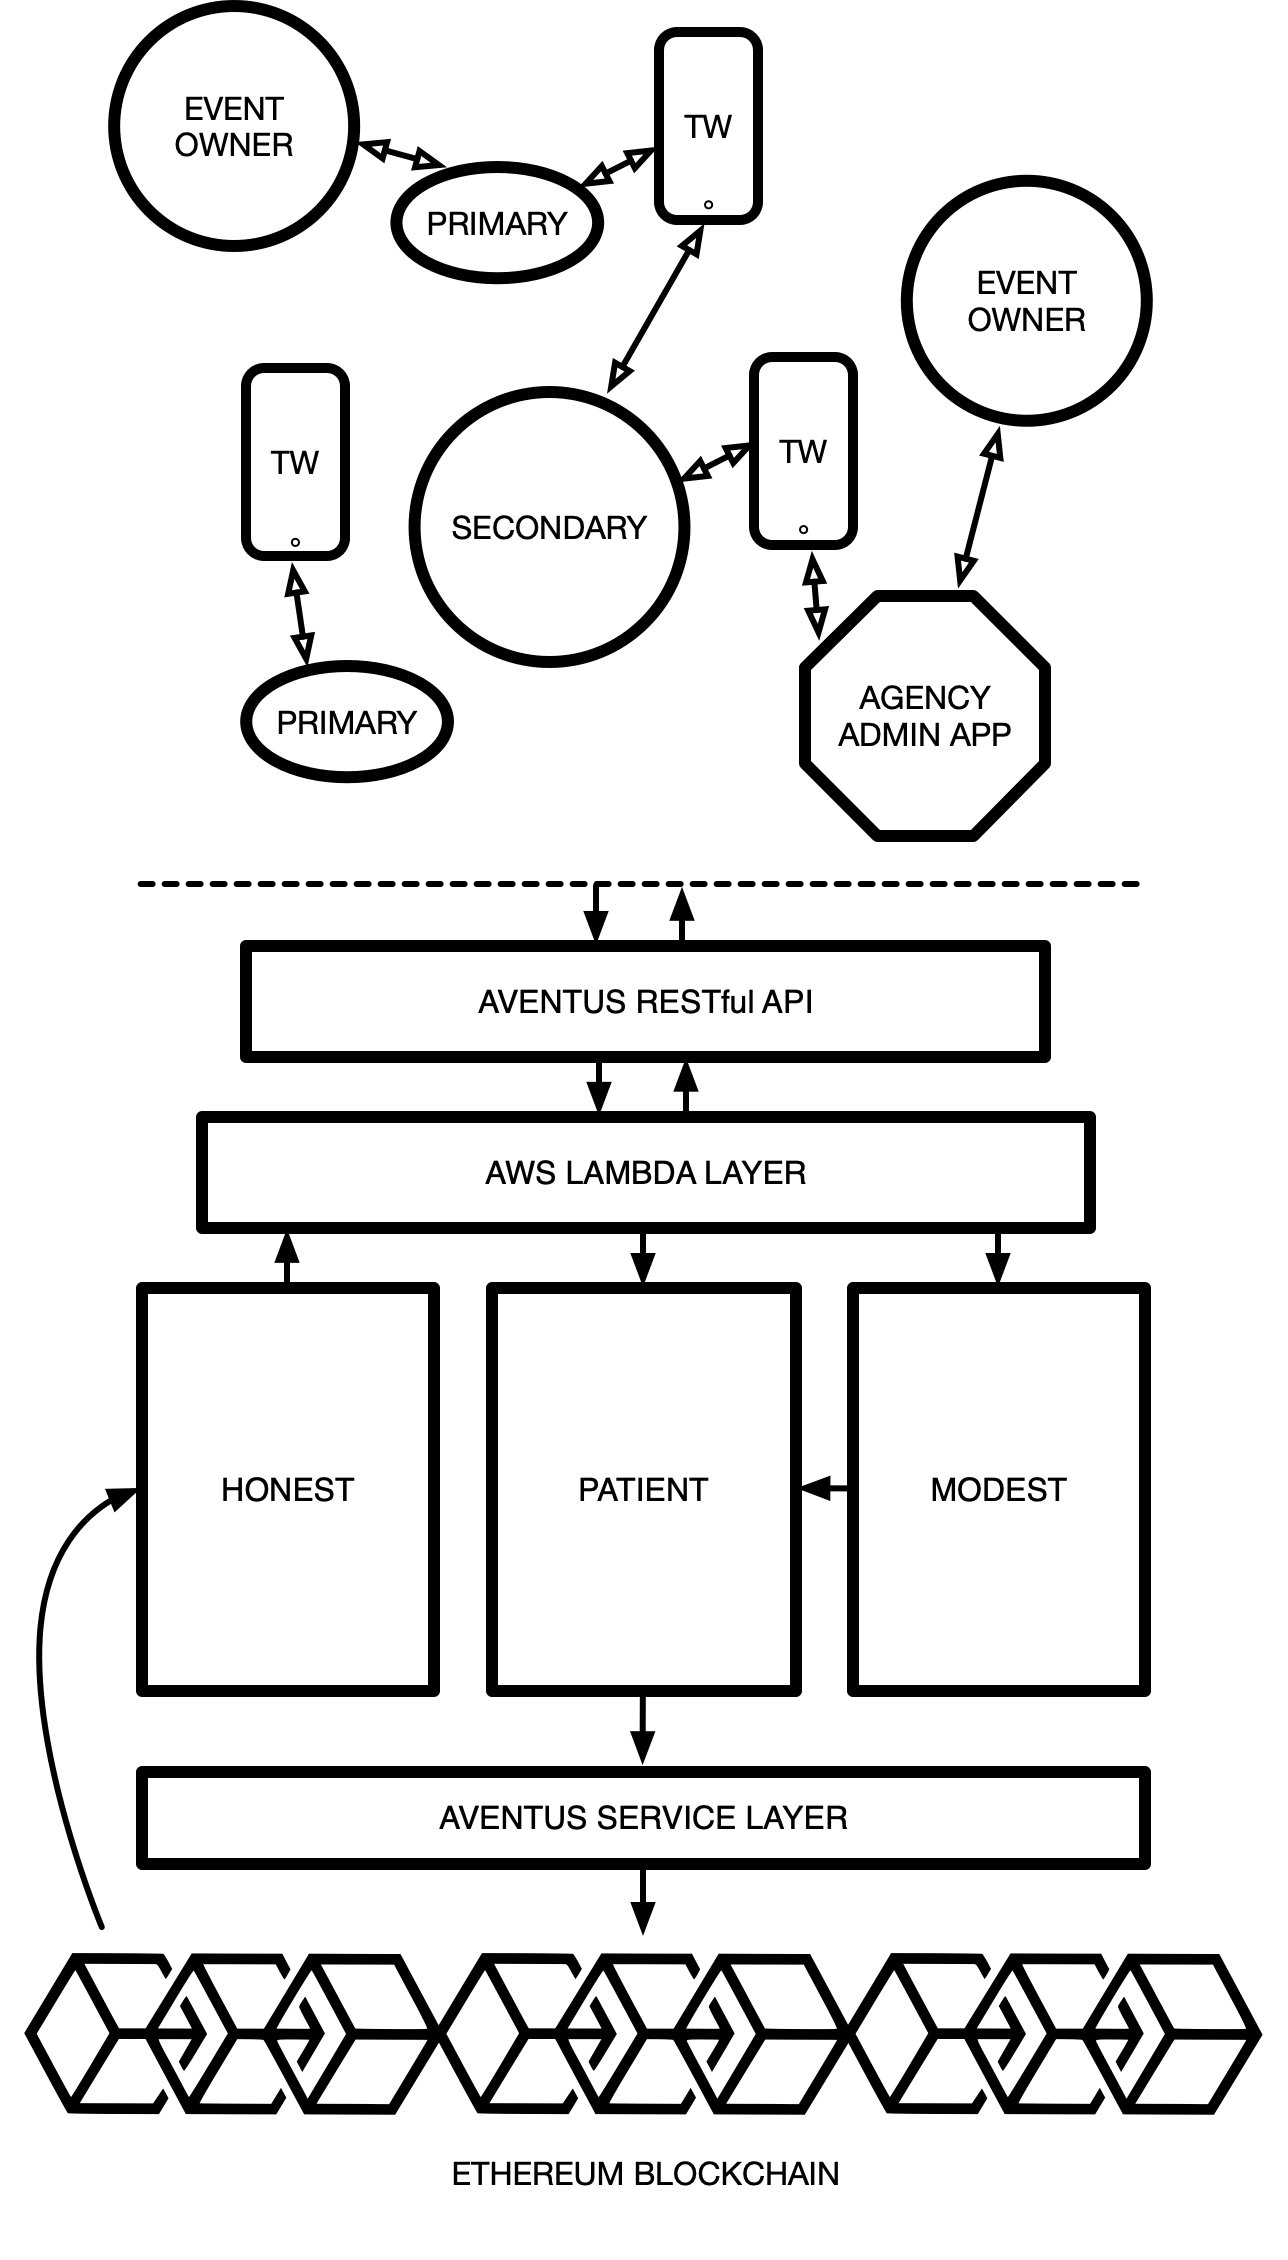 EVENT
OWNER
TW
PRIMARY
EVENT
OWNER
TW
TW
SECONDARY
PRIMARY
AGENCY
ADMIN APP
AVENTUS RESTful API
AWS LAMBDA LAYER
HONEST
PATIENT
MODEST
AVENTUS SERVICE LAYER
ETHEREUM BLOCKCHAIN